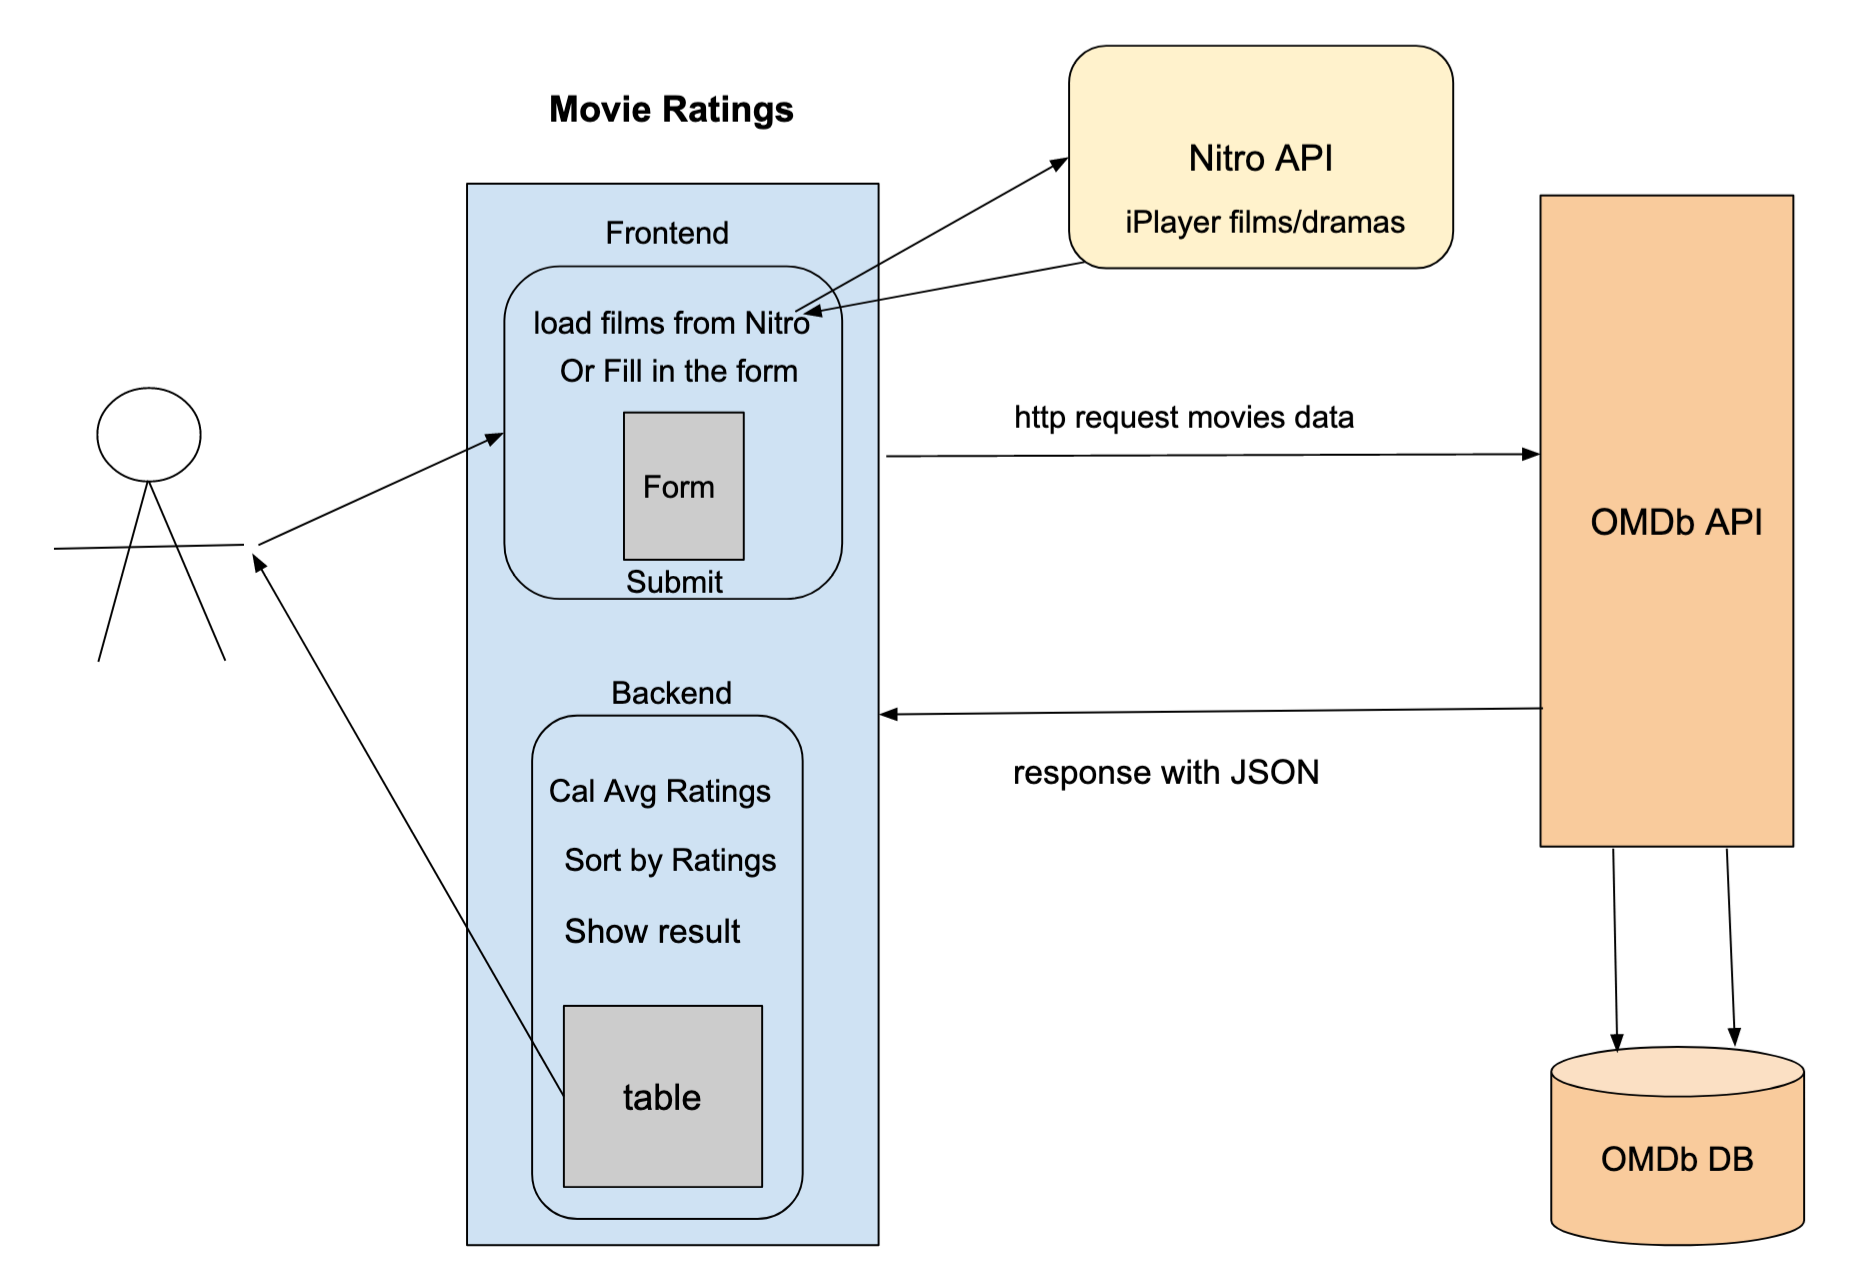 Movie Ratings
Nitro API
iPlayer films/dramas
Frontend
load films from Nitro
Or Fill in the form
Form
Submit
http request movies data
OMDb API
Backend
Cal Avg Ratings
Sort by Ratings
Show result
table
response with JSON
OMDb DB